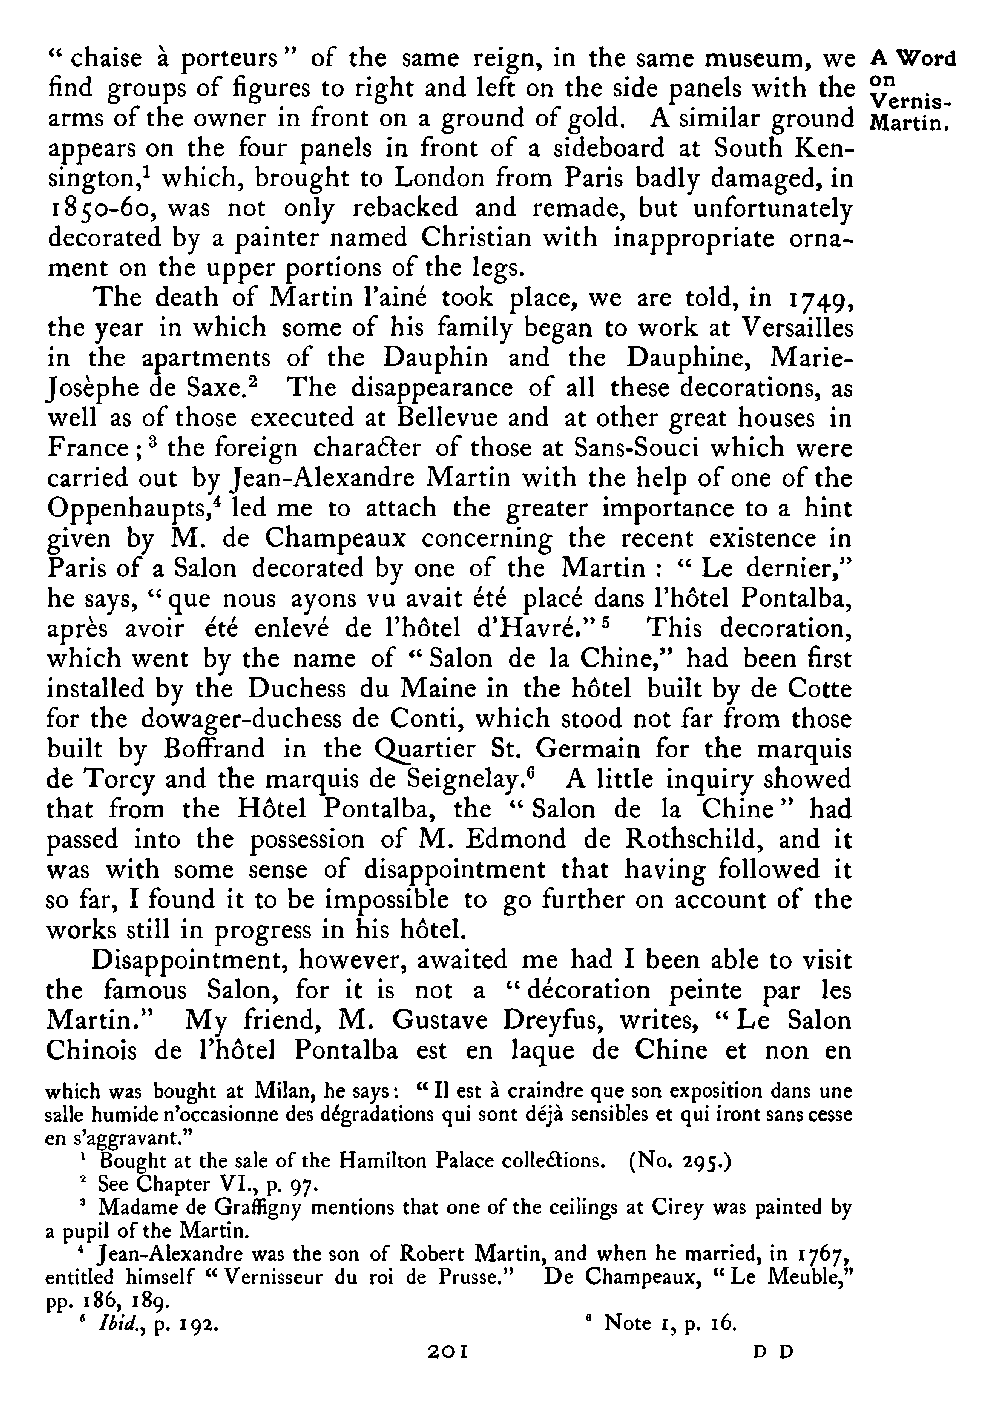 “ chaise à porteurs ” of the same reign, in the same museum, we
find groups of figures to right and left on the side panels with the
arms of the owner in front on a ground of gold. A similar ground
appears on the four panels in front of a sideboard at South Ken-
sington,¹ which, brought to London from Paris badly damaged, in
1850-60, was not only rebacked and remade, but unfortunately
decorated by a painter named Christian with inappropriate orna-
ment on the upper portions of the legs.
A Word
on
Vernis-
Martin.
The death of Martin l’ainé took place, we are told, in 1749,
the year in which some of his family began to work at Versailles
in the apartments of the Dauphin and the Dauphine, Marie-
Josèphe de Saxe.² The disappearance of all these decorations, as
well as of those executed at Bellevue and at other great houses in
France ; ³ the foreign character of those at Sans-Souci which were
carried out by Jean-Alexandre Martin with the help of one of the
Oppenhaupts,⁴ led me to attach the greater importance to a hint
given by M. de Champeaux concerning the recent existence in
Paris of a Salon decorated by one of the Martin : “ Le dernier,”
he says, “ que nous ayons vu avait été placé dans l’hôtel Pontalba,
après avoir été enlevé de l’hôtel d’Havré.” ⁵ This decoration,
which went by the name of “ Salon de la Chine,” had been first
installed by the Duchess du Maine in the hôtel built by de Cotte
for the dowager-duchess de Conti, which stood not far from those
built by Boffrand in the Quartier St. Germain for the marquis
de Torcy and the marquis de Seignelay.⁶ A little inquiry showed
that from the Hôtel Pontalba, the “ Salon de la Chine ” had
passed into the possession of M. Edmond de Rothschild, and it
was with some sense of disappointment that having followed it
so far, I found it to be impossible to go further on account of the
works still in progress in his hôtel.
Disappointment, however, awaited me had I been able to visit
the famous Salon, for it is not a “ décoration peinte par les
Martin.” My friend, M. Gustave Dreyfus, writes, “ Le Salon
Chinois de l’hôtel Pontalba est en laque de Chine et non en
which was bought at Milan, he says : “ Il est à craindre que son exposition dans une
salle humide n’occasionne des dégradations qui sont déjà sensibles et qui iront sans cesse
en s’aggravant.”
¹ Bought at the sale of the Hamilton Palace collections. (No. 295.)
² See Chapter VI., p. 97.
³ Madame de Graffigny mentions that one of the ceilings at Cirey was painted by
a pupil of the Martin.
⁴ Jean-Alexandre was the son of Robert Martin, and when he married, in 1767,
entitled himself “ Vernisseur du roi de Prusse.” De Champeaux, “ Le Meuble,”
pp. 186, 189.
⁵ Ibid., p. 192. ⁶ Note 1, p. 16.
201 D D